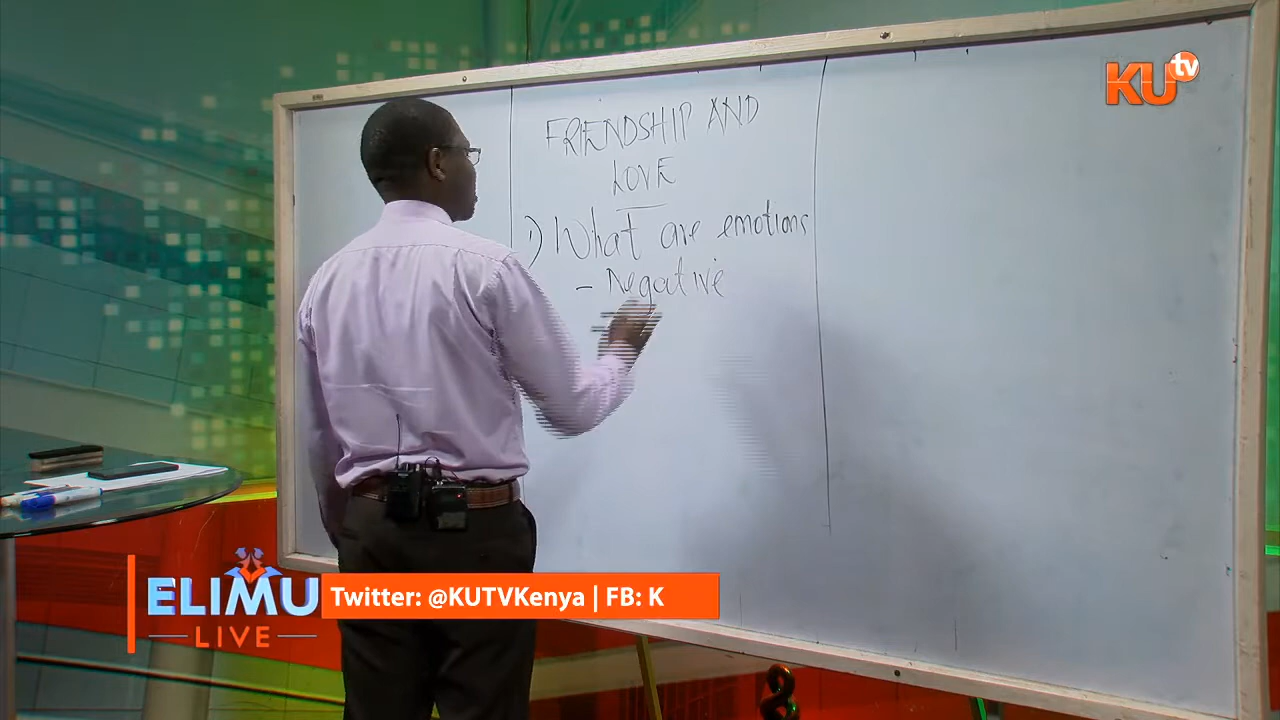 KU tv
FRIENDSHIP AND
LOVE
1) What are emotions
- Negative
ELIMU
LIVE
Twitter: @KUTVKenya | FB: K